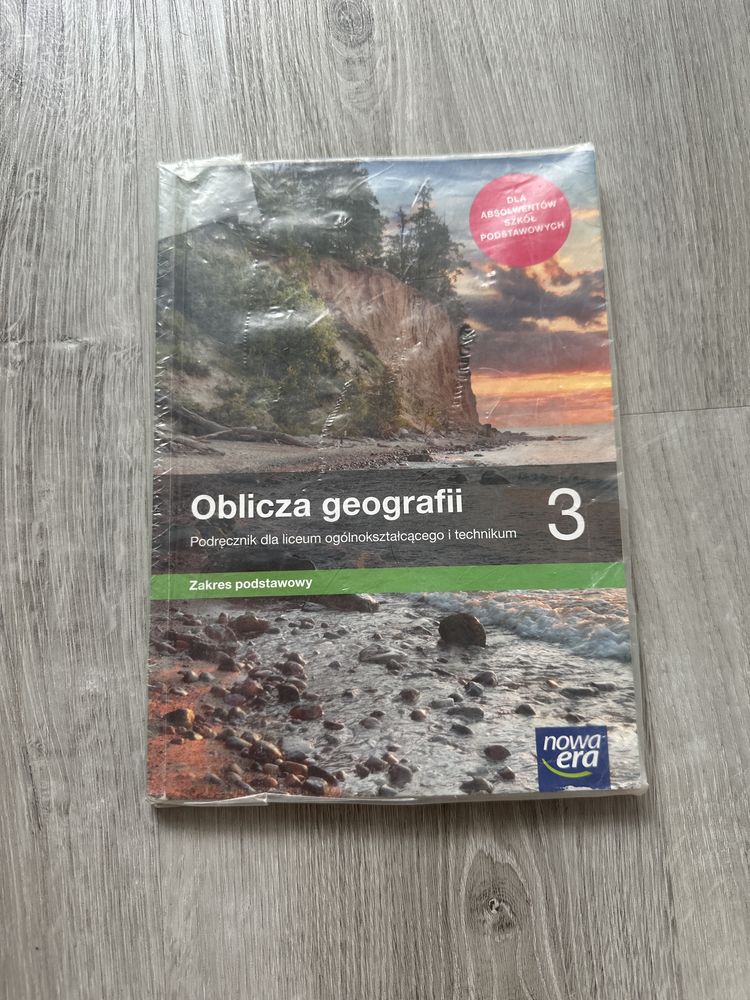 DLA
ABSOLWENTÓW
SZKÓŁ
PODSTAWOWYCH
Oblicza geografii 3
Podręcznik dla liceum ogólnokształcącego i technikum
Zakres podstawowy
nowa
era